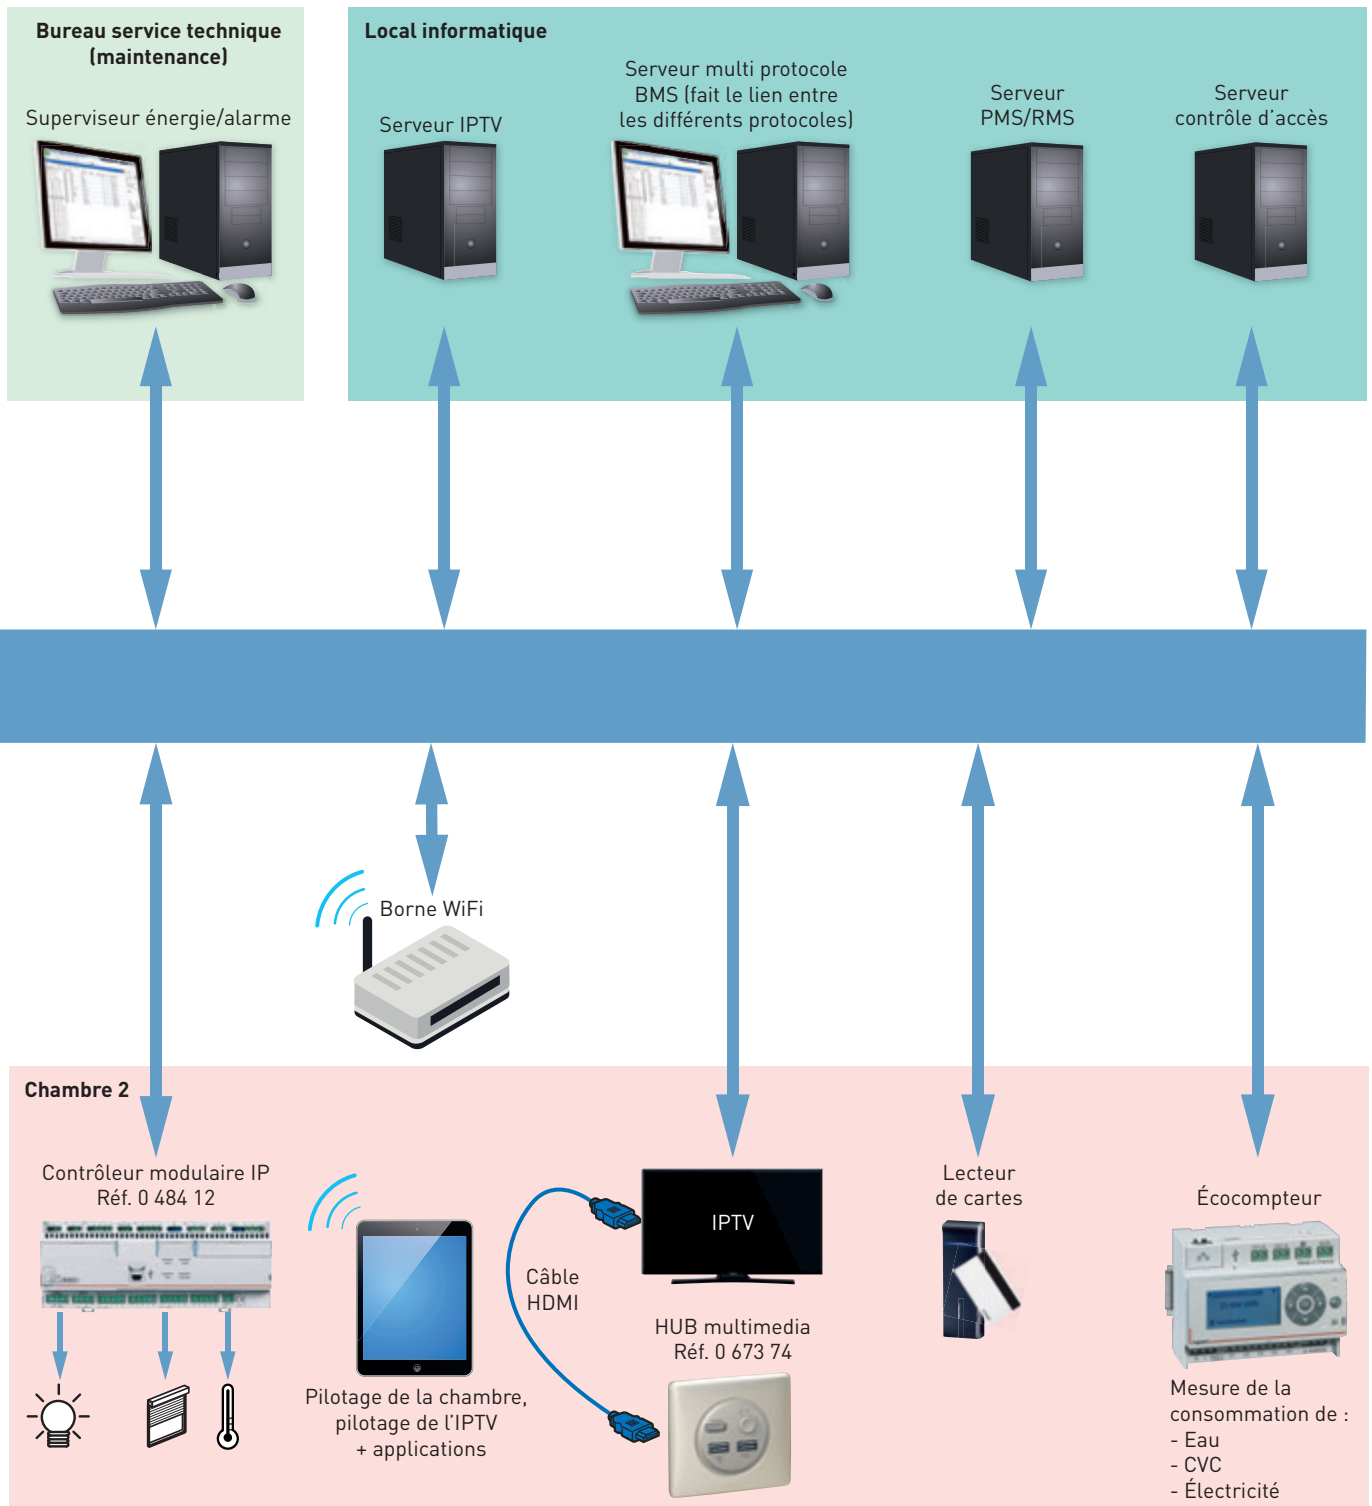 Bureau service technique
(maintenance)
Superviseur énergie/alarme
Local informatique
Serveur IPTV
Serveur multi protocole
BMS (fait le lien entre
les différents protocoles)
Serveur
PMS/RMS
Serveur
contrôle d'accès
Borne WiFi
Chambre 2
Contrôleur modulaire IP
Réf. 0 484 12
Pilotage de la chambre,
pilotage de l'IPTV
+ applications
Câble
HDMI
IPTV
HUB multimedia
Réf. 0 673 74
Lecteur
de cartes
Écocompteur
Mesure de la
consommation de :
- Eau
- CVC
- Électricité